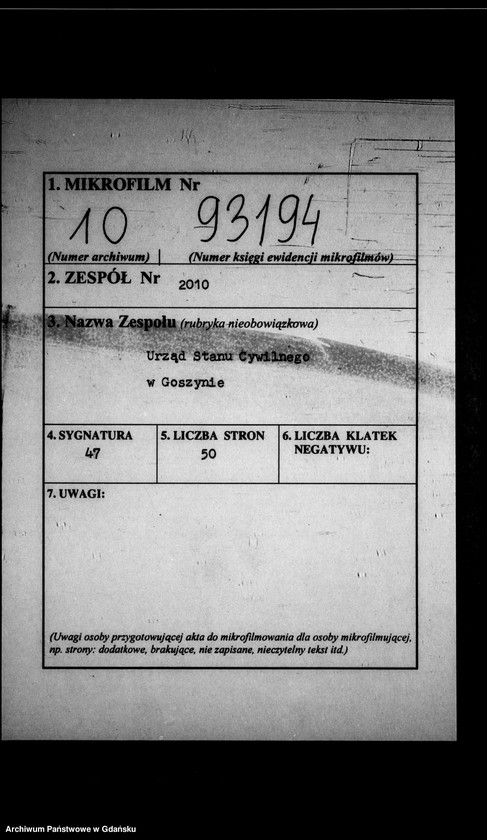 1. MIKROFILM Nr
10 93194
(Numer archiwum) (Numer księgi ewidencji mikrofilmów)
2. ZESPÓŁ Nr 2010
3. Nazwa Zespołu (rubryka nieobowiązkowa)
Urząd Stanu Cywilnego
w Goszynie
4. SYGNATURA 5. LICZBA STRON 6. LICZBA KLATEK
NEGATYWU:
47 50
7. UWAGI:
(Uwagi osoby przygotowującej akta do mikrofilmowania dla osoby mikrofilmującej,
np. strony: dodatkowe, brakujące, nie zapisane, nieczytelny tekst itd.)
Archiwum Państwowe w Gdańsku